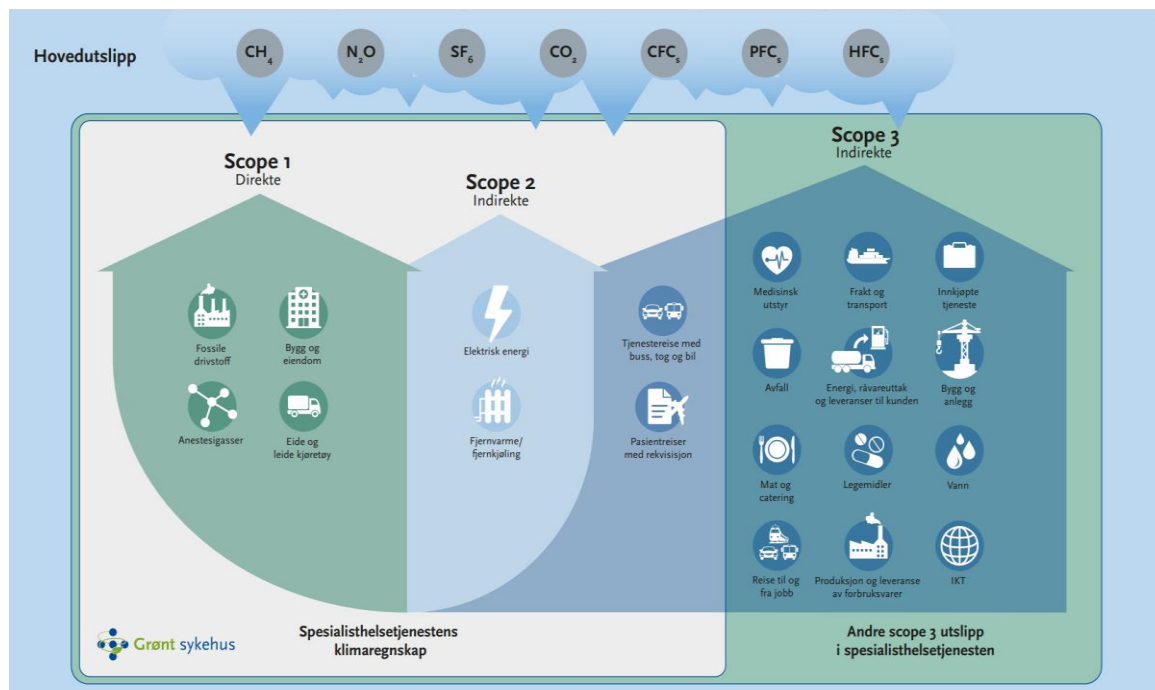 Hovedutslipp
CH₄
N₂O
SF₆
CO₂
CFCₛ
PFCₛ
HFCₛ
Scope 1
Direkte
Scope 2
Indirekte
Scope 3
Indirekte
Fossile
drivstoff
Bygg og
eiendom
Anestesigasser
Eide og
leide kjøretøy
Elektrisk energi
Fjernvarme/
fjernkjøling
Tjenestereise med
buss, tog og bil
Pasientreiser
med rekvisisjon
Medisinsk
utstyr
Frakt og
transport
Innkjøpte
tjeneste
Avfall
Energi, råvareuttak
og leveranser til kunden
Bygg og
anlegg
Mat og
catering
Legemidler
Vann
Reise til og
fra jobb
Produksjon og leveranse
av forbruksvarer
IKT
Grønt sykehus
Spesialisthelsetjenestens
klimaregnskap
Andre scope 3 utslipp
i spesialisthelsetjenesten